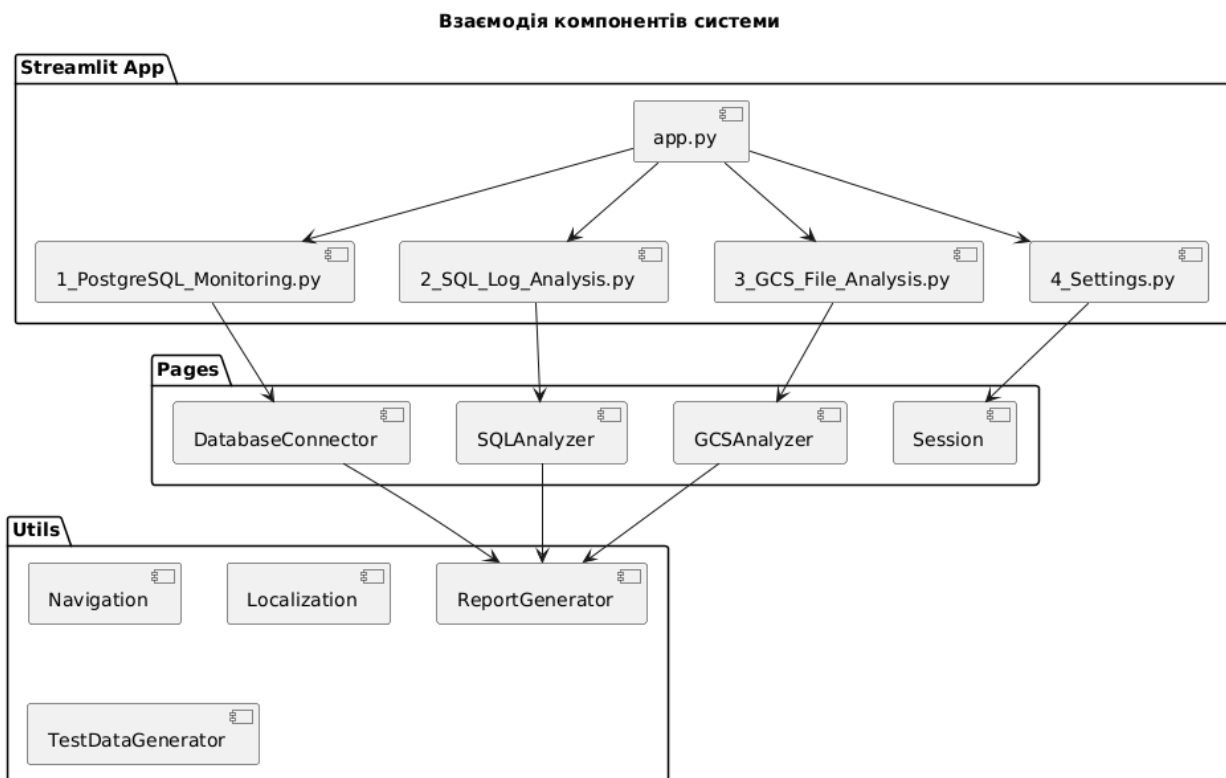 Взаємодія компонентів системи
Streamlit App
app.py
1_PostgreSQL_Monitoring.py
2_SQL_Log_Analysis.py
3_GCS_File_Analysis.py
4_Settings.py
Pages
DatabaseConnector
SQLAnalyzer
GCSAnalyzer
Session
Utils
Navigation
Localization
ReportGenerator
TestDataGenerator